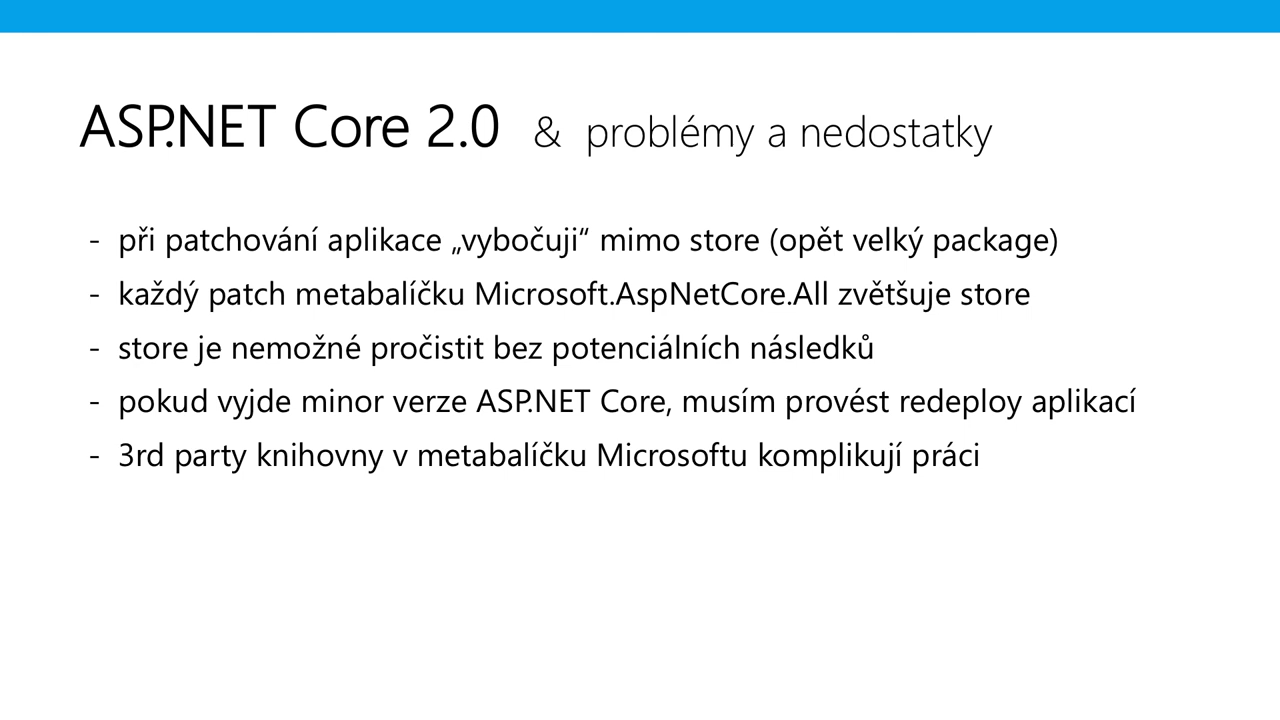 ASP.NET Core 2.0 & problémy a nedostatky
- při patchování aplikace „vybočuji“ mimo store (opět velký package)
- každý patch metabalíčku Microsoft.AspNetCore.All zvětšuje store
- store je nemožné pročistit bez potenciálních následků
- pokud vyjde minor verze ASP.NET Core, musím provést redeploy aplikací
- 3rd party knihovny v metabalíčku Microsoftu komplikují práci